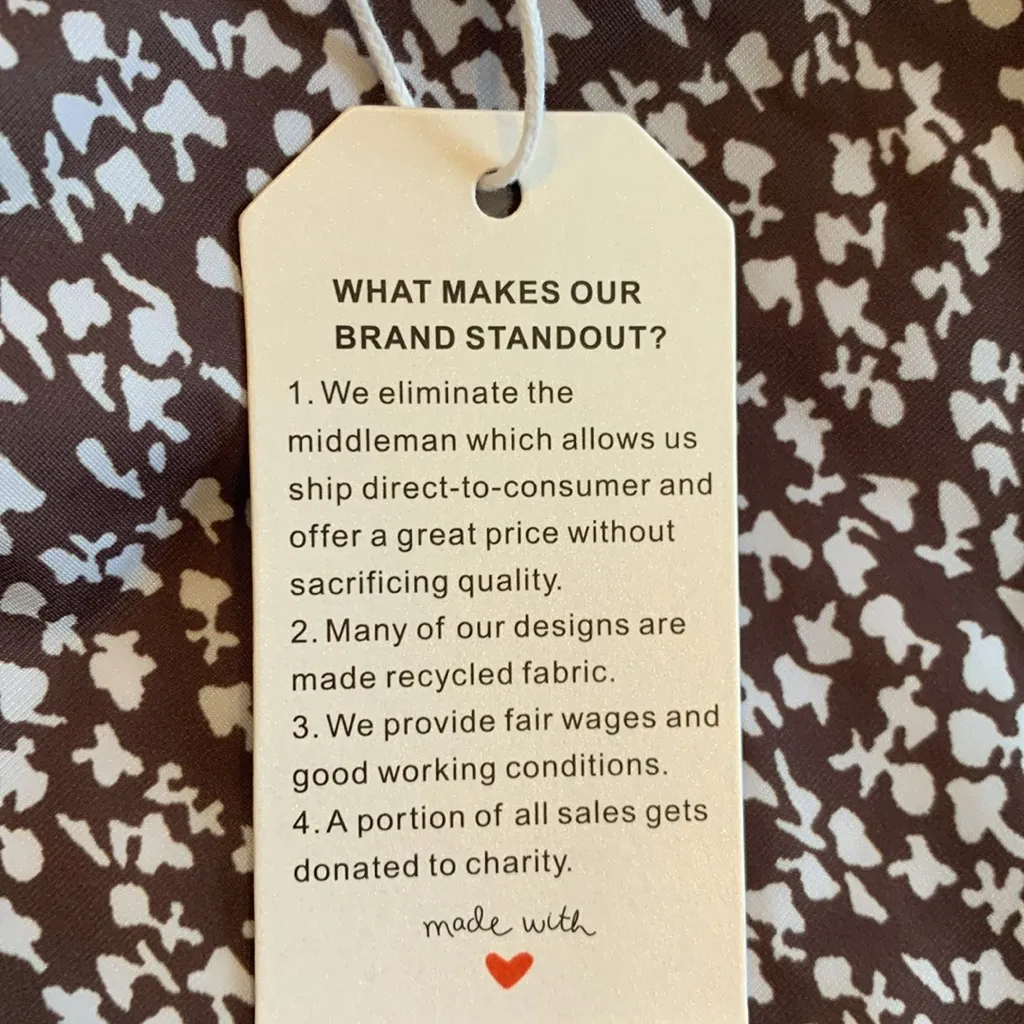 WHAT MAKES OUR
BRAND STANDOUT?
1. We eliminate the
middleman which allows us
ship direct-to-consumer and
offer a great price without
sacrificing quality.
2. Many of our designs are
made recycled fabric.
3. We provide fair wages and
good working conditions.
4. A portion of all sales gets
donated to charity.
made with